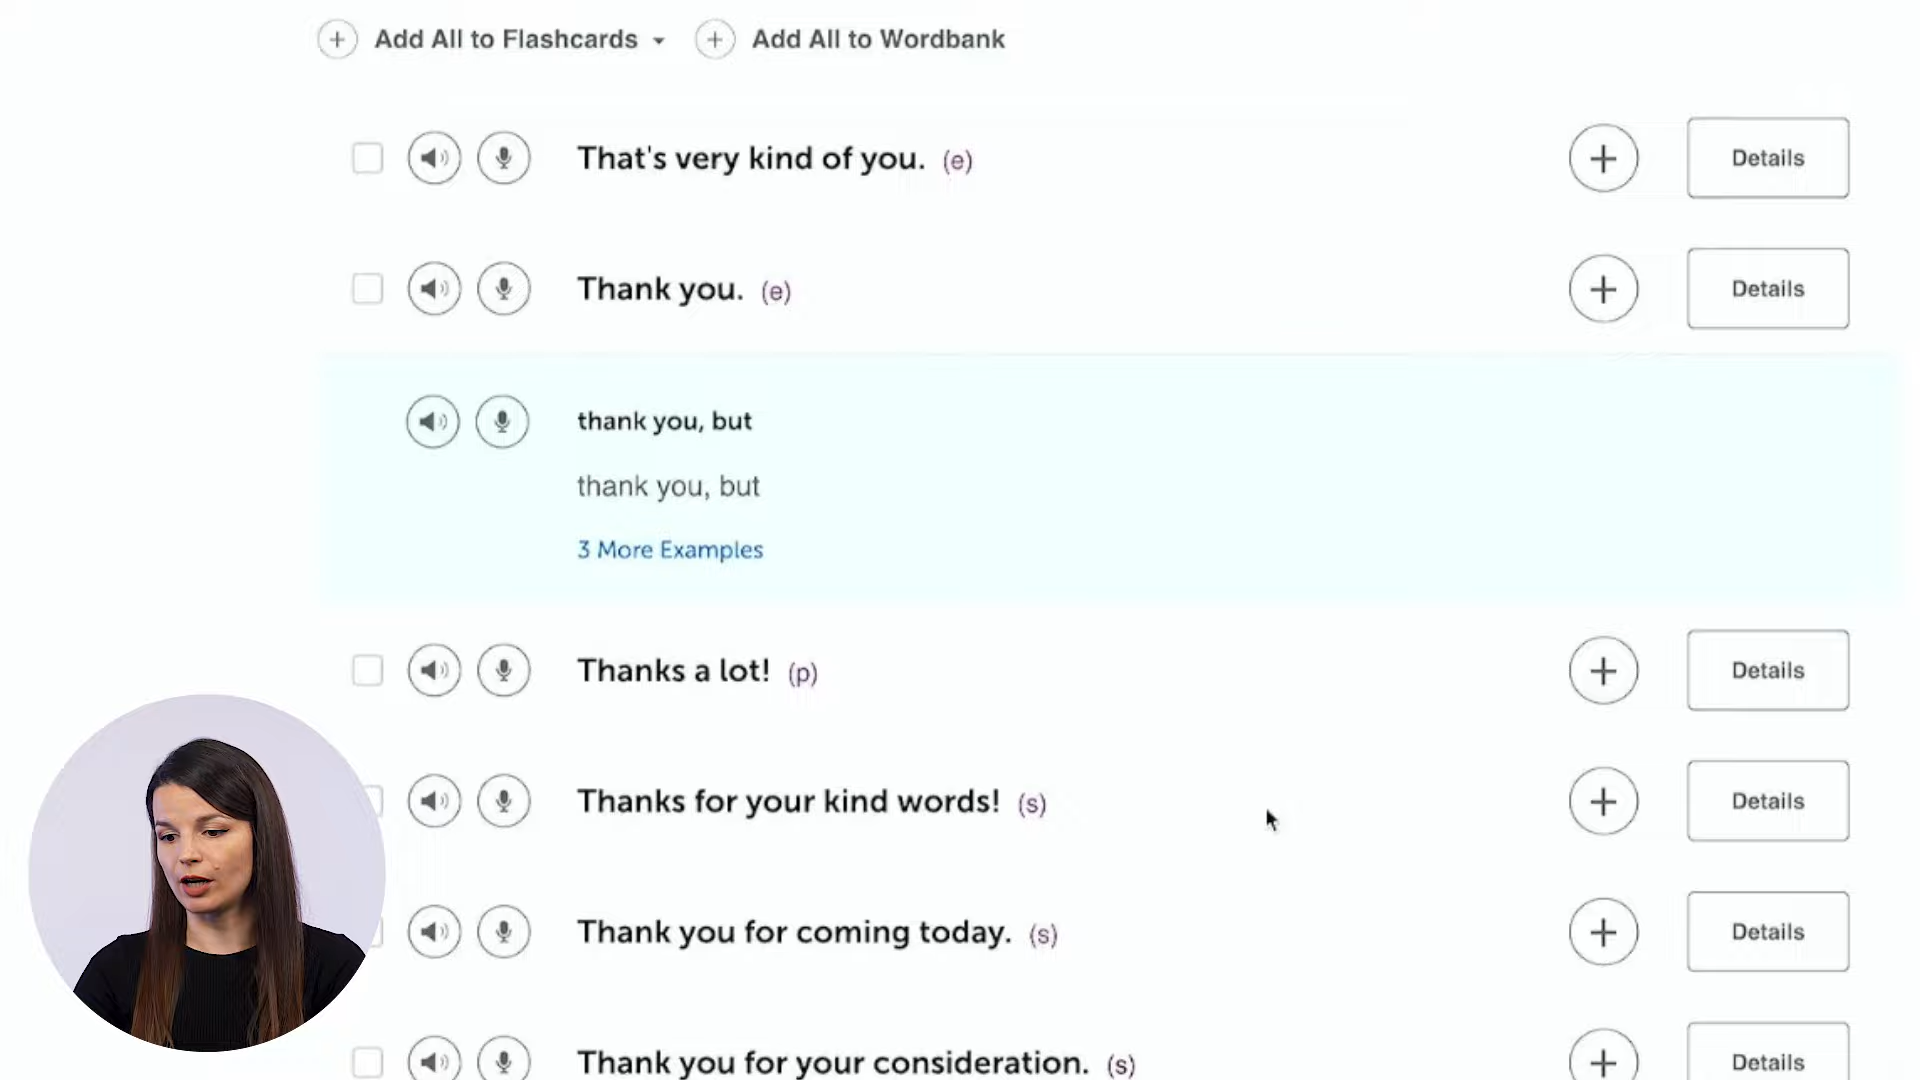 Add All to Flashcards
Add All to Wordbank
That's very kind of you. (e)
Details
Thank you. (e)
Details
thank you, but
thank you, but
3 More Examples
Thanks a lot! (p)
Details
Thanks for your kind words! (s)
Details
Thank you for coming today. (s)
Details
Thank you for your consideration. (s)
Details